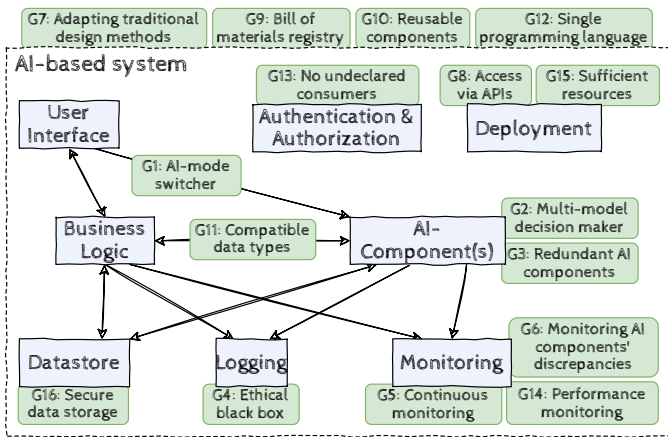 G7: Adapting traditional
design methods
G9: Bill of
materials registry
G10: Reusable
components
G12: Single
programming language
AI-based system
G13: No undeclared
consumers
G8: Access
via APIs
G15: Sufficient
resources
User
Interface
Authentication &
Authorization
Deployment
G1: AI-mode
switcher
G2: Multi-model
decision maker
Business
Logic
G11: Compatible
data types
AI-
Component(s)
G3: Redundant AI
components
G6: Monitoring AI
components'
discrepancies
Datastore
Logging
Monitoring
G16: Secure
data storage
G4: Ethical
black box
G5: Continuous
monitoring
G14: Performance
monitoring